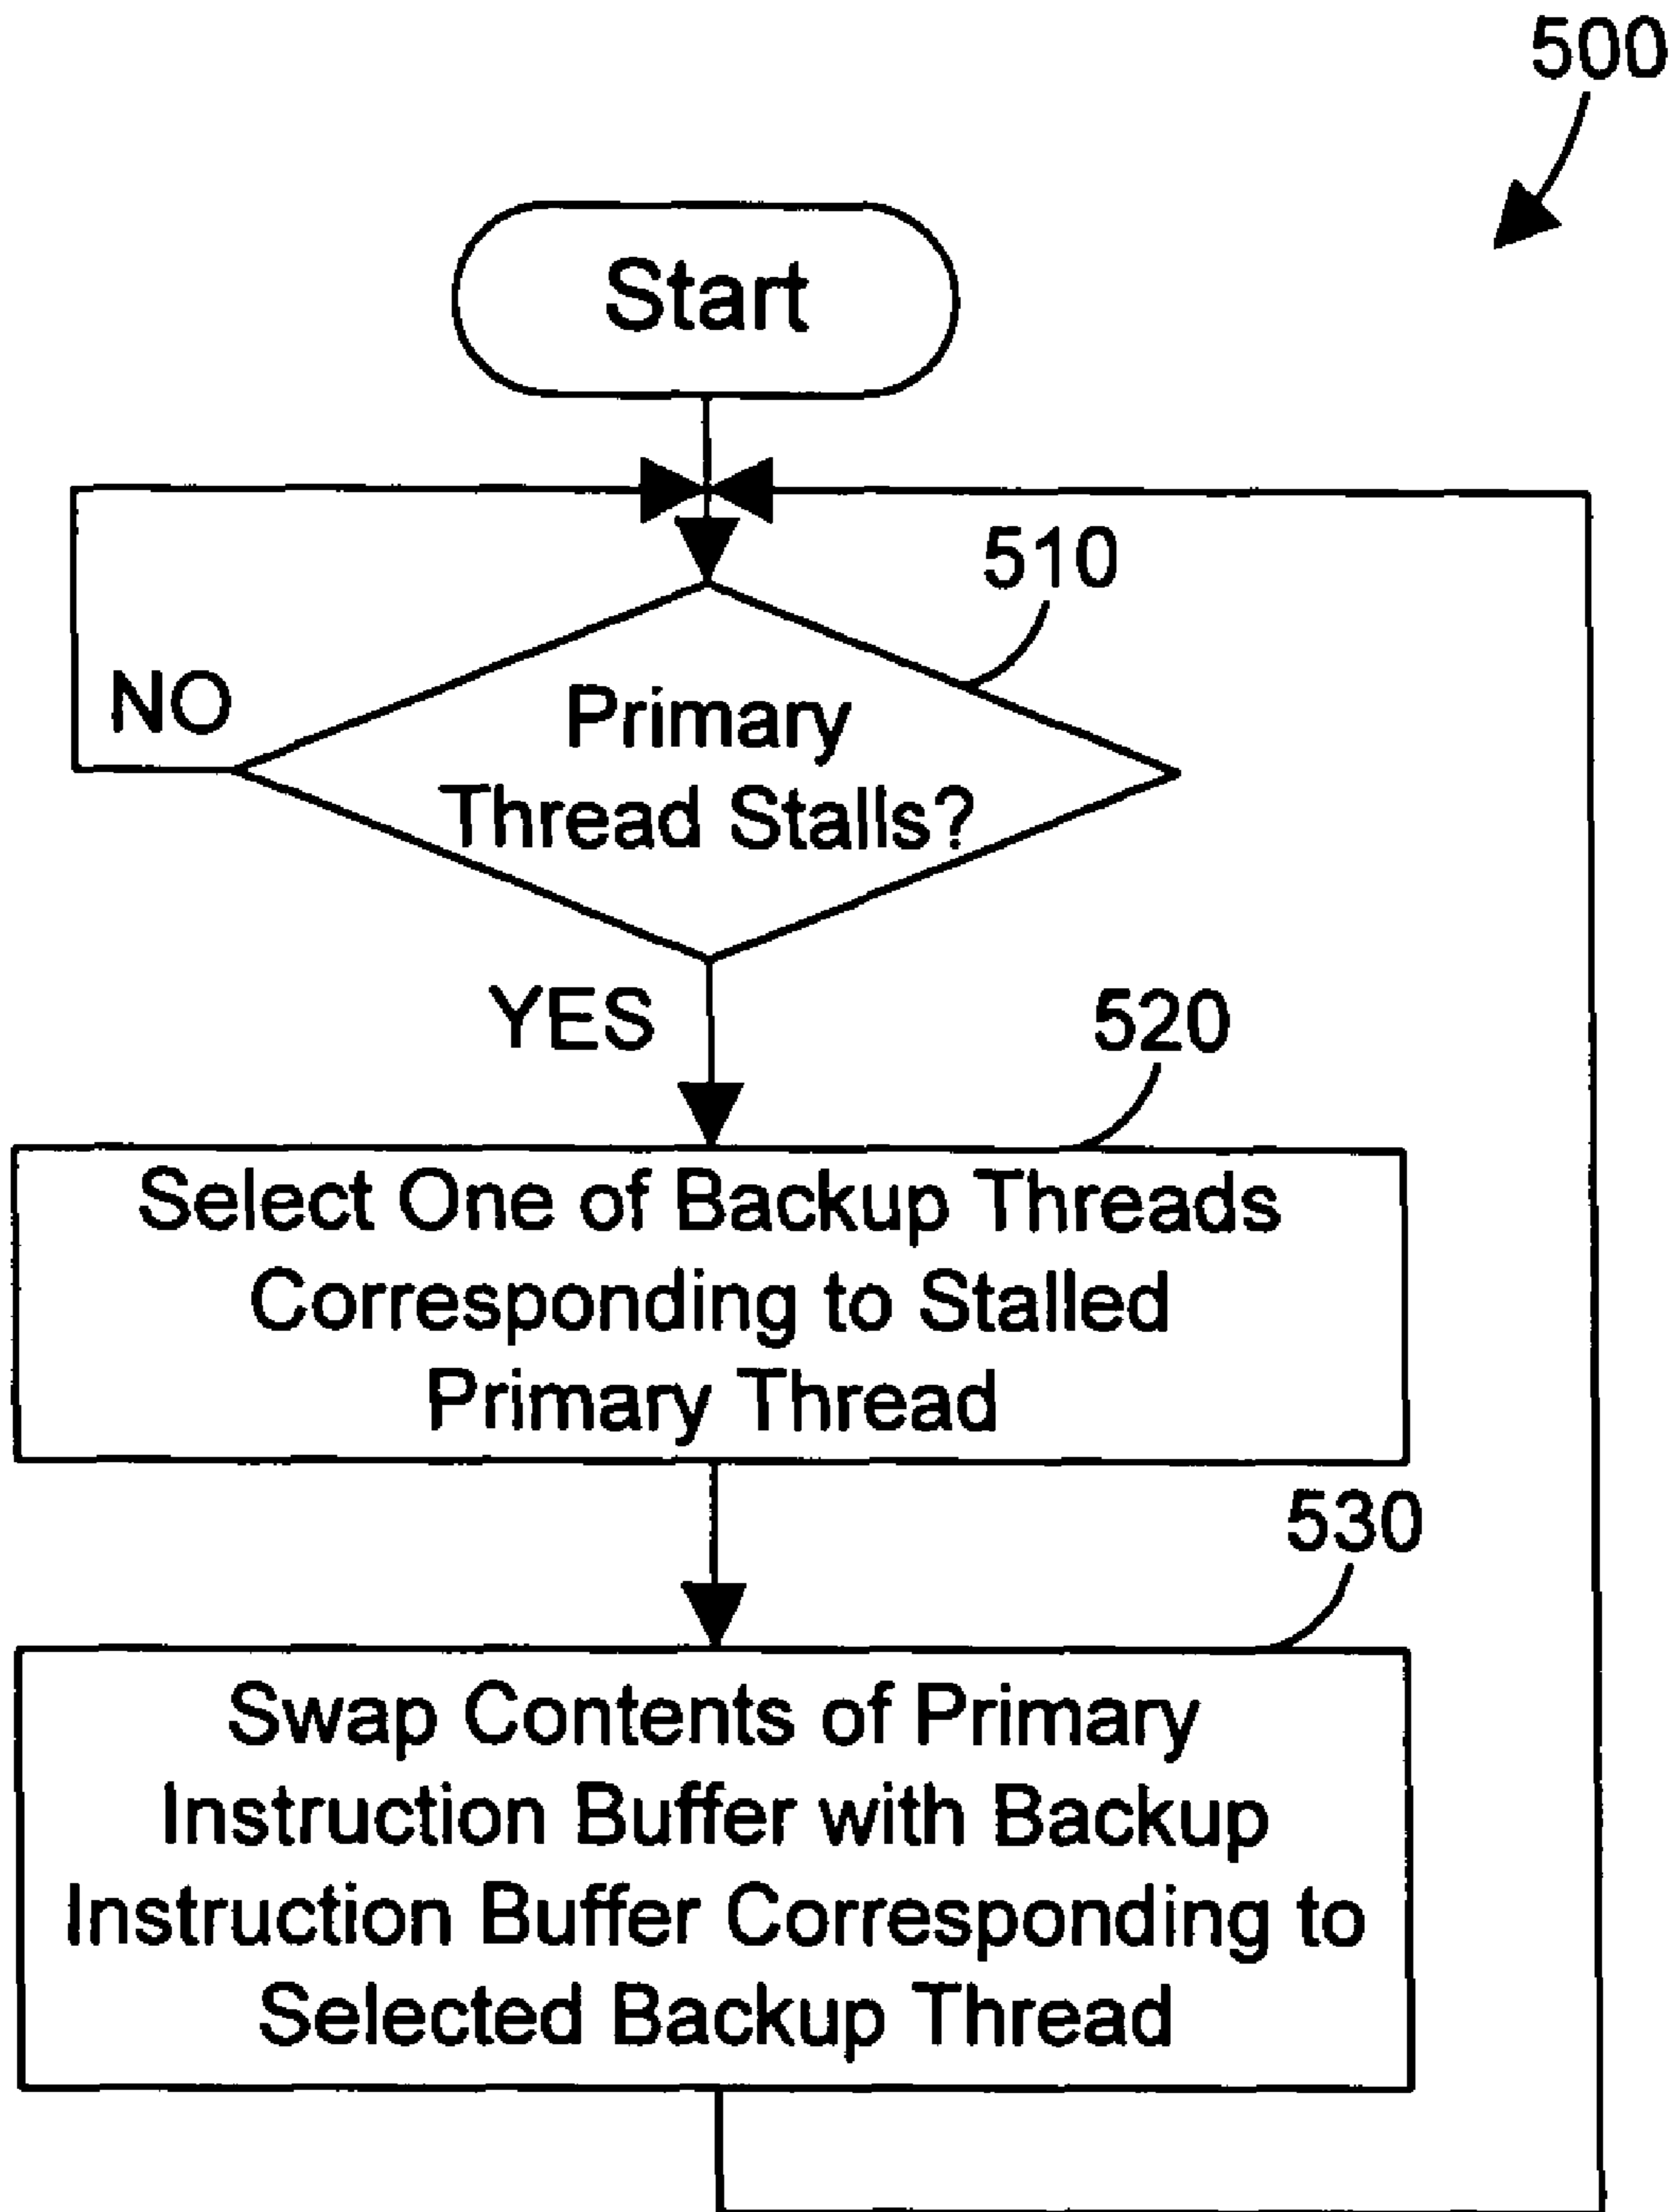 500
Start
510
NO
Primary
Thread Stalls?
YES
520
Select One of Backup Threads
Corresponding to Stalled
Primary Thread
530
Swap Contents of Primary
Instruction Buffer with Backup
Instruction Buffer Corresponding to
Selected Backup Thread